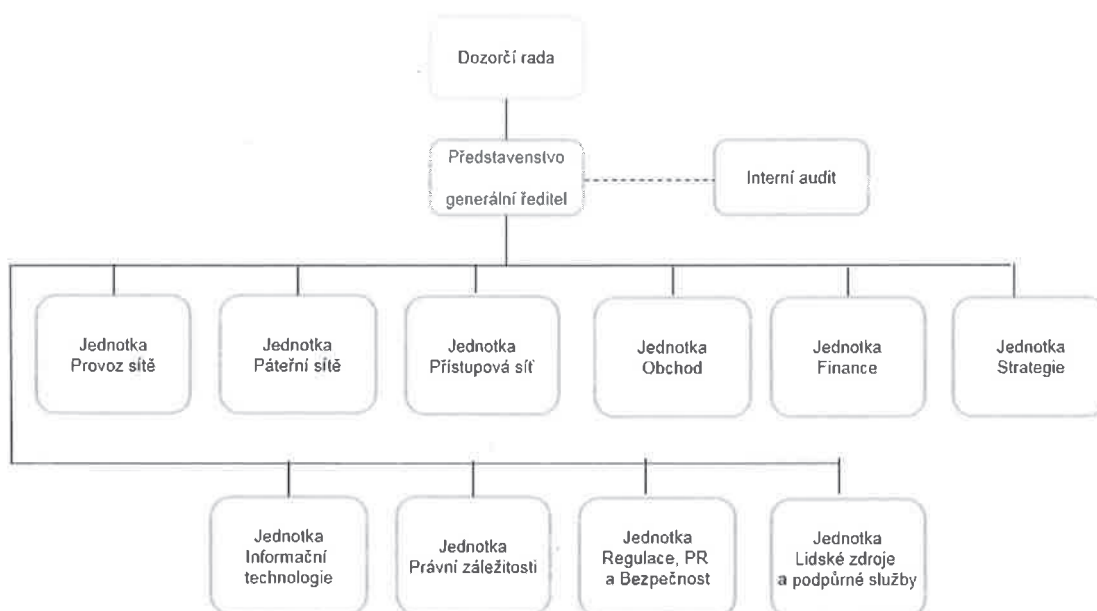 Dozorčí rada
Představenstvo
generální ředitel
Interní audit
Jednotka
Provoz sítě
Jednotka
Páteřní sítě
Jednotka
Přístupová síť
Jednotka
Obchod
Jednotka
Finance
Jednotka
Strategie
Jednotka
Informační
technologie
Jednotka
Právní záležitosti
Jednotka
Regulace, PR
a Bezpečnost
Jednotka
Lidské zdroje
a podpůrné služby